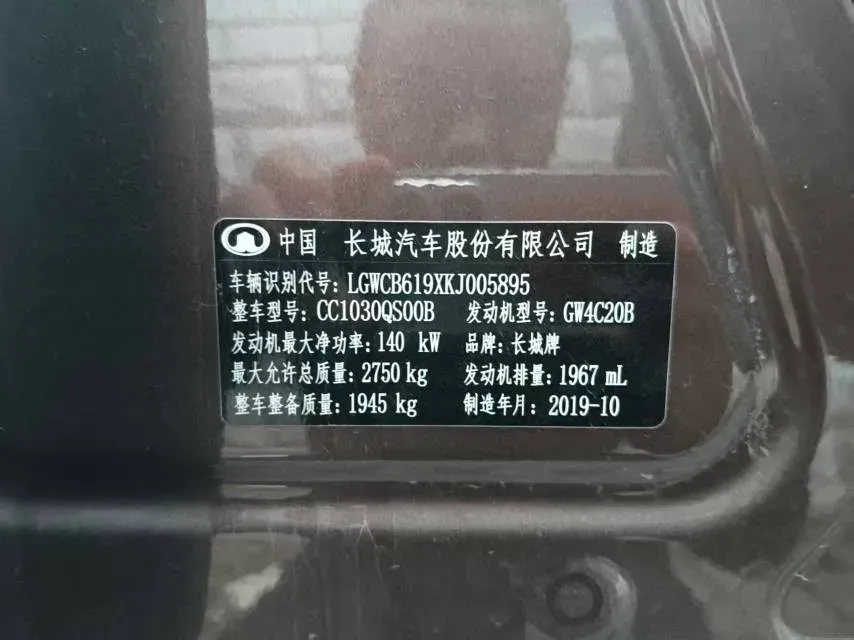 中国 长城汽车股份有限公司 制造
车辆识别代号: LGWCB619XKJ005895
整车型号: CC1030QS00B 发动机型号: GW4C20B
发动机最大净功率: 140 kW 品牌: 长城牌
最大允许总质量: 2750 kg 发动机排量: 1967 mL
整车整备质量: 1945 kg 制造年月: 2019-10